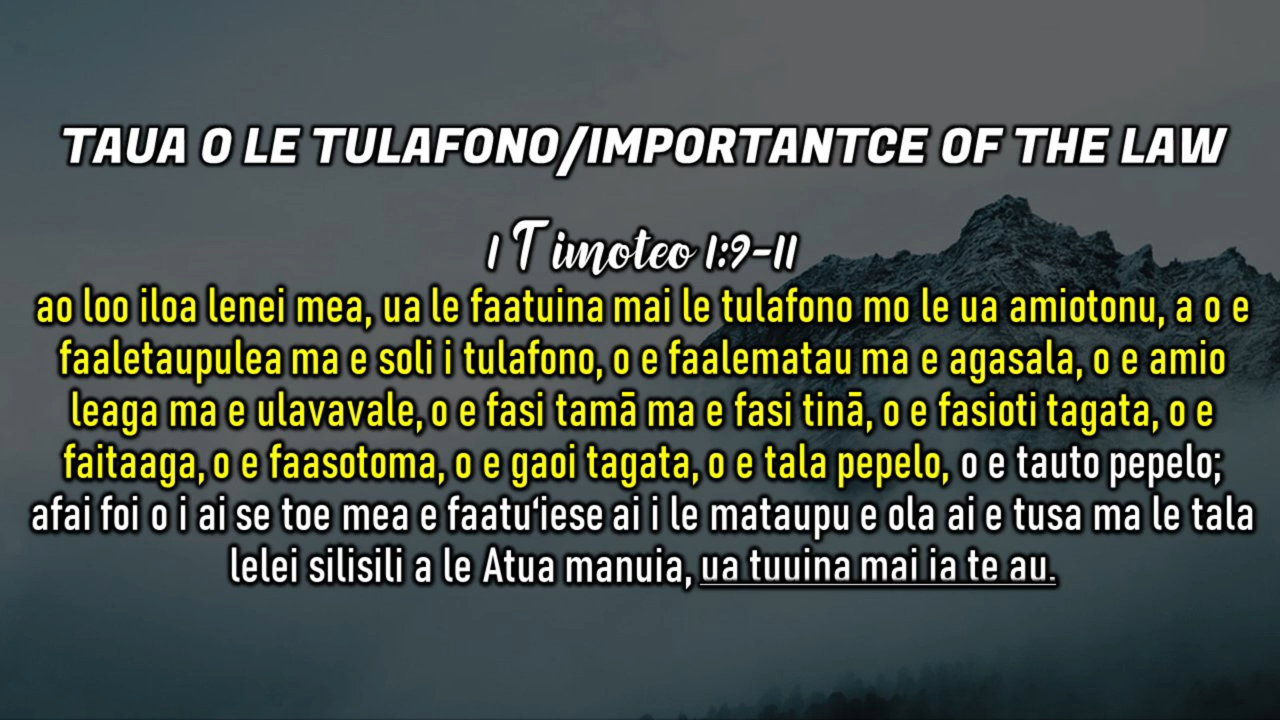 TAUA O LE TULAFONO/IMPORTANTCE OF THE LAW
1 Timoteo 1:9-11
ao loo iloa lenei mea, ua le faatuina mai le tulafono mo le ua amiotonu, a o e
faaletaupulea ma e soli i tulafono, o e faalematau ma e agasala, o e amio
leaga ma e ulavavale, o e fasi tamā ma e fasi tinā, o e fasioti tagata, o e
faitaaga, o e faasotoma, o e gaoi tagata, o e tala pepelo, o e tauto pepelo;
afai foi o i ai se toe mea e faatu‘iese ai i le mataupu e ola ai e tusa ma le tala
lelei silisili a le Atua manuia, ua tuuina mai ia te au.